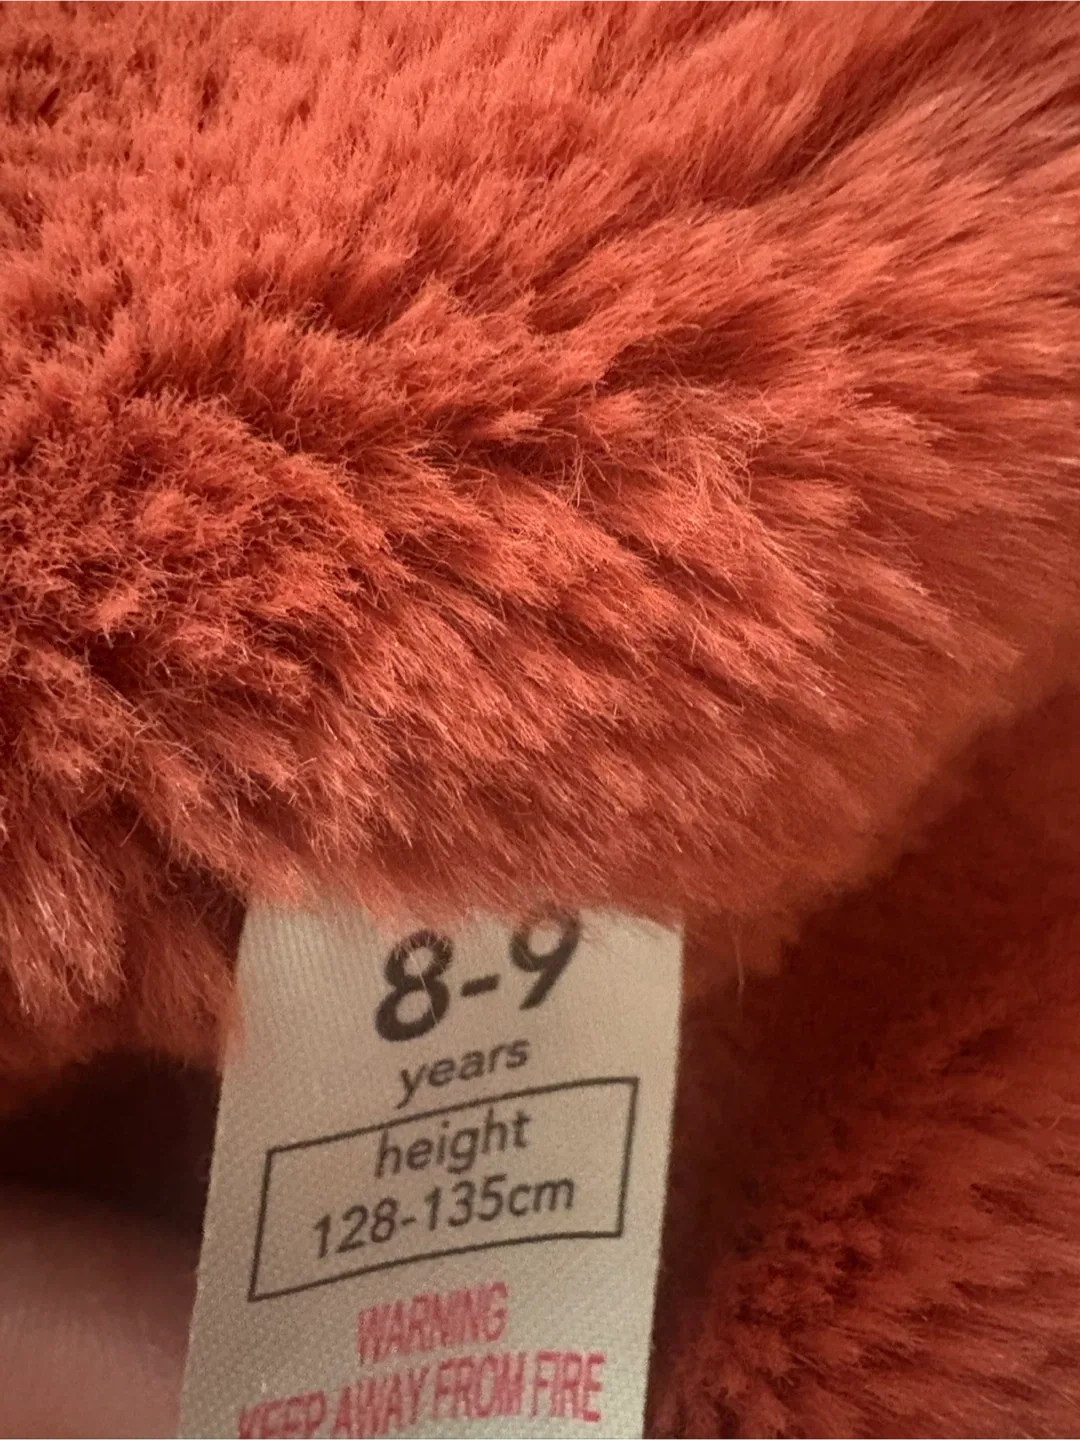 8-9
years
height
128-135cm
WARNING
KEEP AWAY FROM FIRE